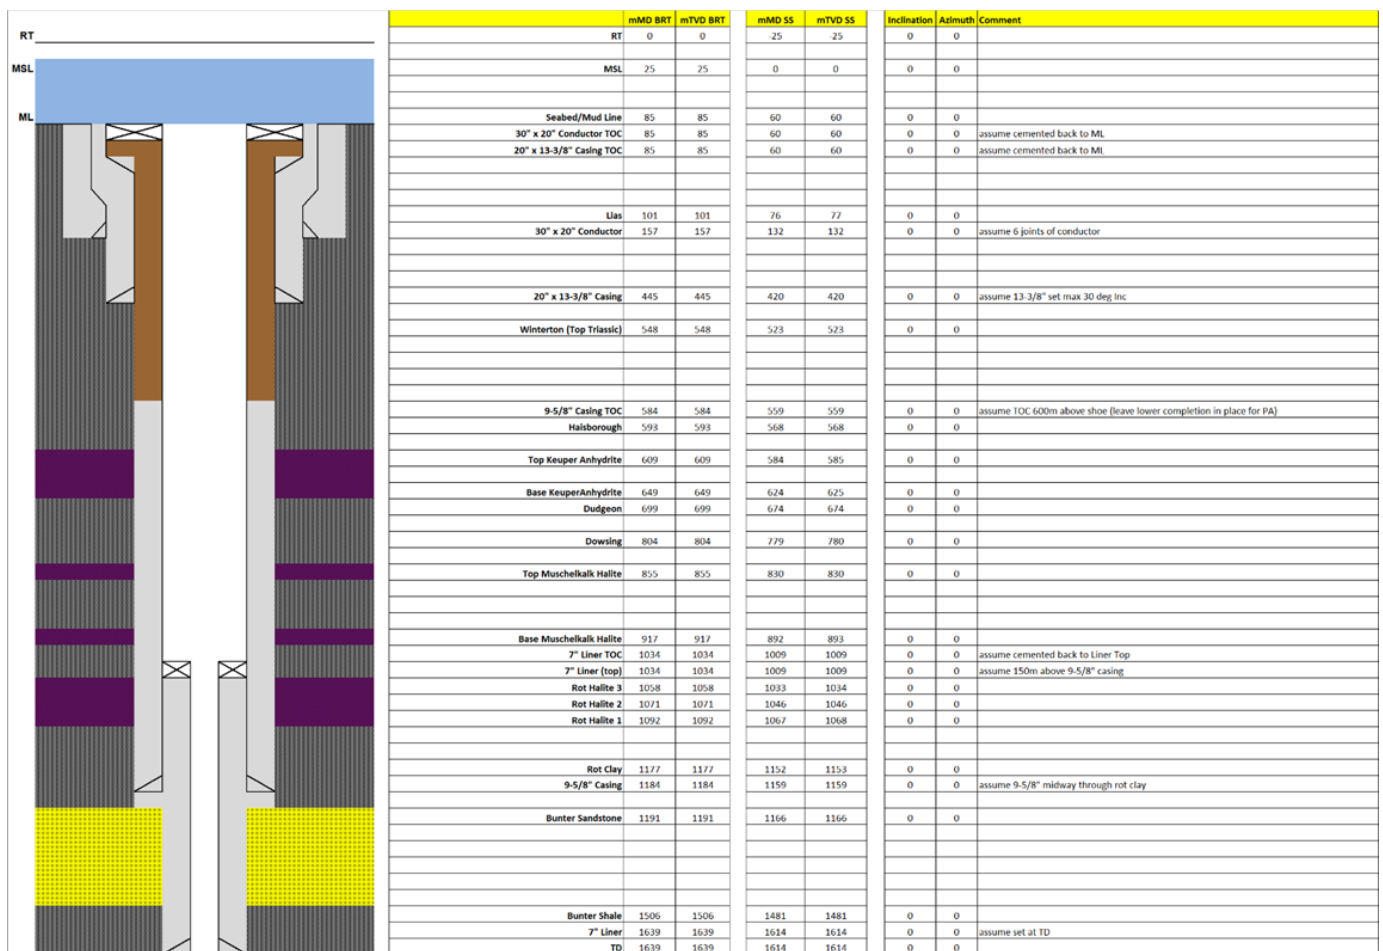 mMD BRT mTVD BRT mMD SS mTVD SS Inclination Azimuth Comment
RT RT 0 0 -25 -25 0 0
MSL MSL 25 25 0 0 0 0
ML Seabed/Mud Line 85 85 60 60 0 0
30" x 20" Conductor TOC 85 85 60 60 0 0 assume cemented back to ML
20" x 13-3/8" Casing TOC 85 85 60 60 0 0 assume cemented back to ML
Lias 101 101 76 77 0 0
30" x 20" Conductor 157 157 132 132 0 0 assume 6 joints of conductor
20" x 13-3/8" Casing 445 445 420 420 0 0 assume 13-3/8" set max 30 deg Inc
Winterton (Top Triassic) 548 548 523 523 0 0
9-5/8" Casing TOC 584 584 559 559 0 0 assume TOC 600m above shoe (leave lower completion in place for PA)
Haisborough 593 593 568 568 0 0
Top Keuper Anhydrite 609 609 584 585 0 0
Base KeuperAnhydrite 649 649 624 625 0 0
Dudgeon 699 699 674 674 0 0
Dowsing 804 804 779 780 0 0
Top Muschelkalk Halite 855 855 830 830 0 0
Base Muschelkalk Halite 917 917 892 893 0 0
7" Liner TOC 1034 1034 1009 1009 0 0 assume cemented back to Liner Top
7" Liner (top) 1034 1034 1009 1009 0 0 assume 150m above 9-5/8" casing
Rot Halite 3 1058 1058 1033 1034 0 0
Rot Halite 2 1071 1071 1046 1046 0 0
Rot Halite 1 1092 1092 1067 1068 0 0
Rot Clay 1177 1177 1152 1153 0 0
9-5/8" Casing 1184 1184 1159 1159 0 0 assume 9-5/8" midway through rot clay
Bunter Sandstone 1191 1191 1166 1166 0 0
Bunter Shale 1506 1506 1481 1481 0 0
7" Liner 1639 1639 1614 1614 0 0 assume set at TD
TD 1639 1639 1614 1614 0 0